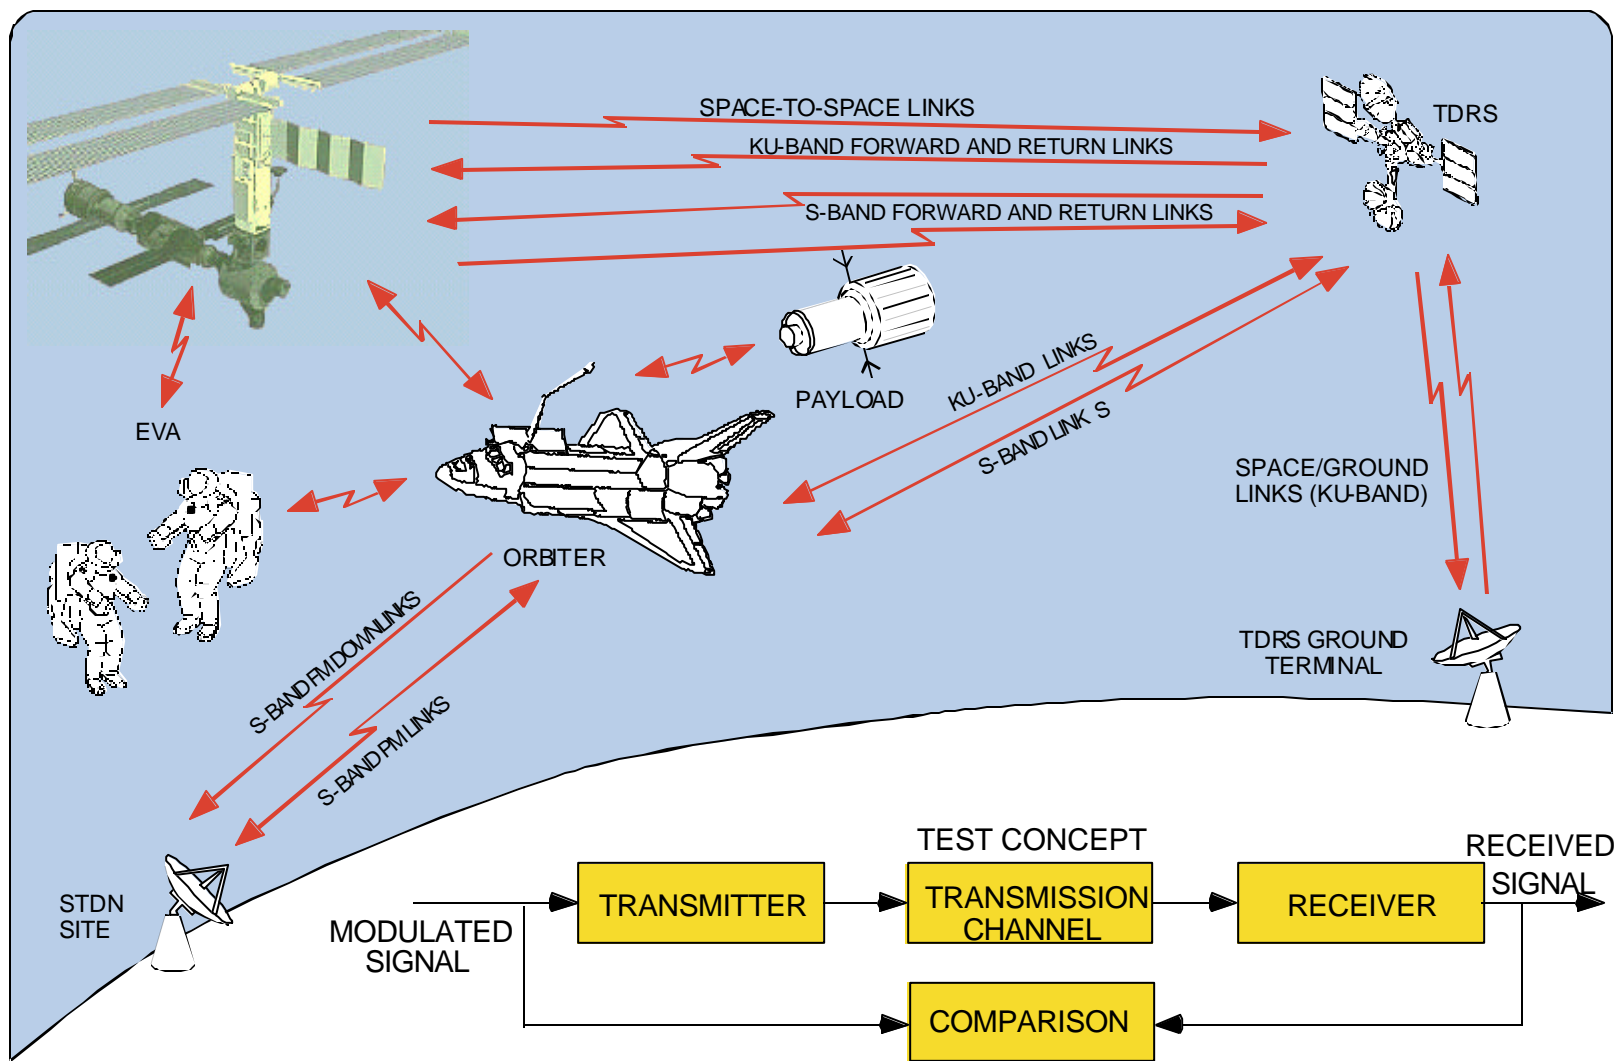 SPACE-TO-SPACE LINKS
TDRS
KU-BAND FORWARD AND RETURN LINKS
S-BAND FORWARD AND RETURN LINKS
PAYLOAD
KU-BAND LINKS
S-BAND LINK S
EVA
SPACE/GROUND
LINKS (KU-BAND)
ORBITER
TDRS GROUND
TERMINAL
S-BAND FM DOWNLINKS
S-BAND PM LINKS
STDN
SITE
TEST CONCEPT
RECEIVED
SIGNAL
TRANSMITTER
TRANSMISSION
CHANNEL
RECEIVER
MODULATED
SIGNAL
COMPARISON